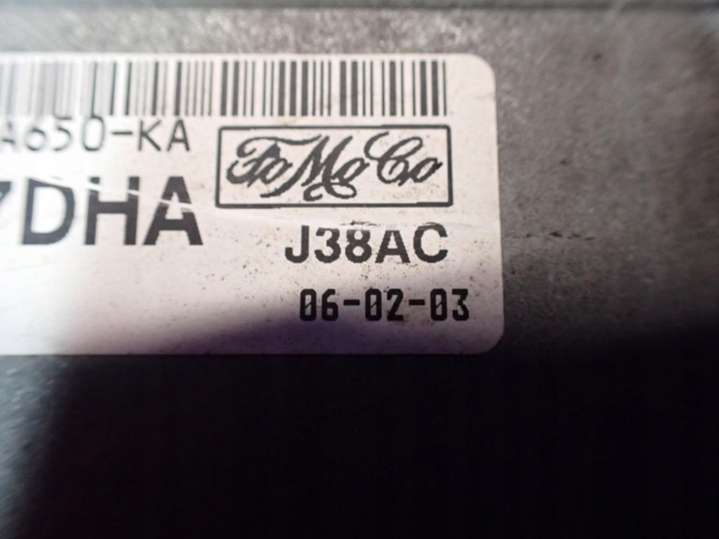 A650-KA
FoMoCo
7DHA
J38AC
06-02-03